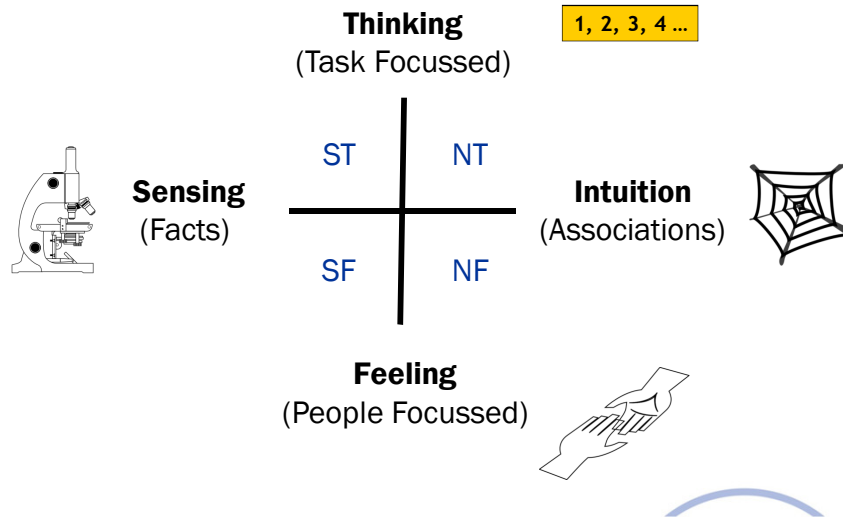 Thinking
(Task Focussed)
1, 2, 3, 4 ...
ST
NT
Sensing
(Facts)
Intuition
(Associations)
SF
NF
Feeling
(People Focussed)